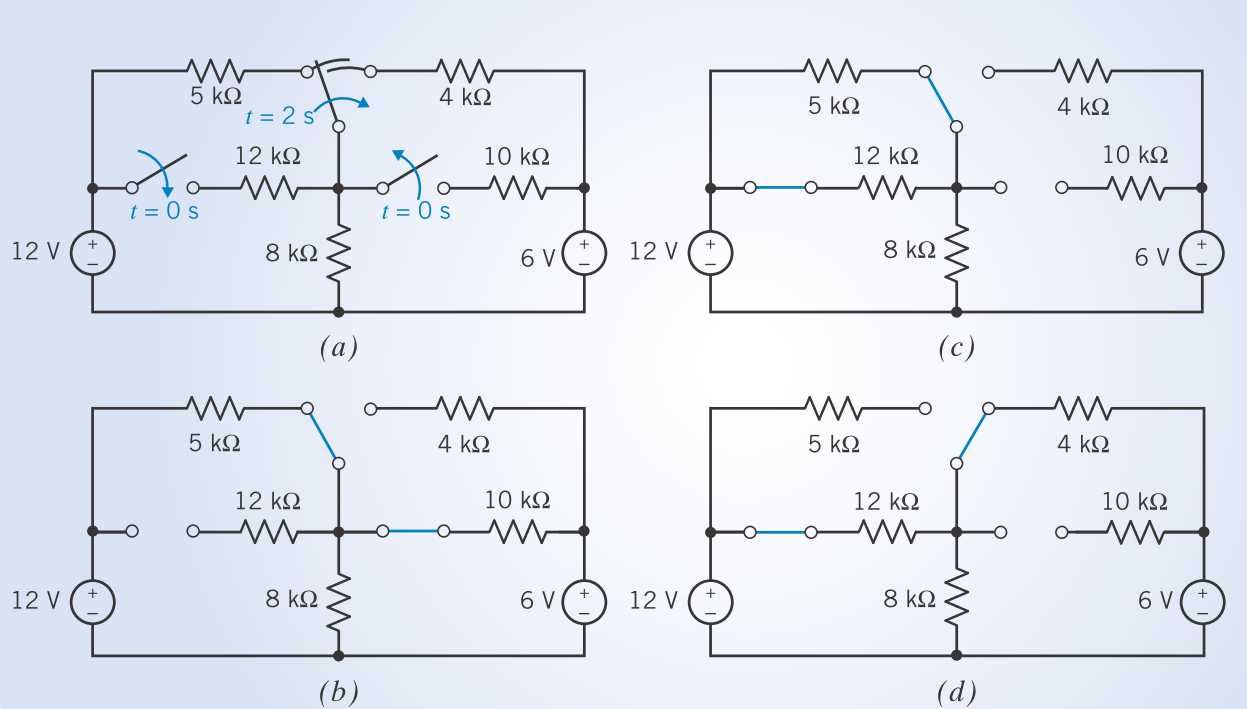 5 kΩ
4 kΩ
t = 2 s
12 kΩ
10 kΩ
t = 0 s
t = 0 s
12 V
+
−
8 kΩ
6 V
+
−
(a)
5 kΩ
4 kΩ
12 kΩ
10 kΩ
12 V
+
−
8 kΩ
6 V
+
−
(c)
5 kΩ
4 kΩ
12 kΩ
10 kΩ
12 V
+
−
8 kΩ
6 V
+
−
(b)
5 kΩ
4 kΩ
12 kΩ
10 kΩ
12 V
+
−
8 kΩ
6 V
+
−
(d)